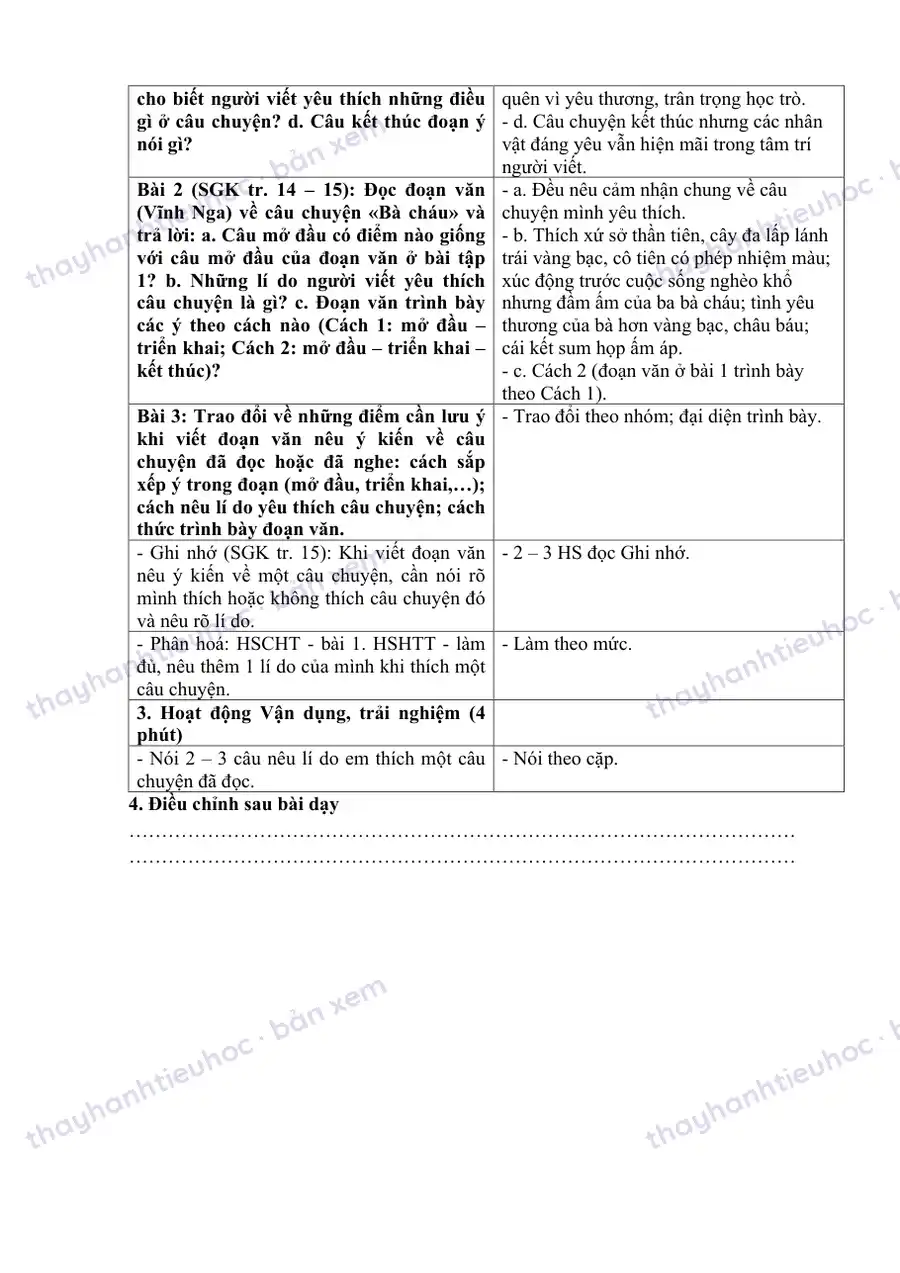 cho biết người viết yêu thích những điều
gì ở câu chuyện? d. Câu kết thúc đoạn ý
nói gì?
quên vì yêu thương, trân trọng học trò.
- d. Câu chuyện kết thúc nhưng các nhân
vật đáng yêu vẫn hiện mãi trong tâm trí
người viết.
Bài 2 (SGK tr. 14 – 15): Đọc đoạn văn
(Vĩnh Nga) về câu chuyện «Bà cháu» và
trả lời: a. Câu mở đầu có điểm nào giống
với câu mở đầu của đoạn văn ở bài tập
1? b. Những lí do người viết yêu thích
câu chuyện là gì? c. Đoạn văn trình bày
các ý theo cách nào (Cách 1: mở đầu –
triển khai; Cách 2: mở đầu – triển khai –
kết thúc)?
- a. Đều nêu cảm nhận chung về câu
chuyện mình yêu thích.
- b. Thích xứ sở thần tiên, cây đa lấp lánh
trái vàng bạc, cô tiên có phép nhiệm màu;
xúc động trước cuộc sống nghèo khổ
nhưng đầm ấm của ba bà cháu; tình yêu
thương của bà hơn vàng bạc, châu báu;
cái kết sum họp ấm áp.
- c. Cách 2 (đoạn văn ở bài 1 trình bày
theo Cách 1).
Bài 3: Trao đổi về những điểm cần lưu ý
khi viết đoạn văn nêu ý kiến về câu
chuyện đã đọc hoặc đã nghe: cách sắp
xếp ý trong đoạn (mở đầu, triển khai,…);
cách nêu lí do yêu thích câu chuyện; cách
thức trình bày đoạn văn.
- Trao đổi theo nhóm; đại diện trình bày.
- Ghi nhớ (SGK tr. 15): Khi viết đoạn văn
nêu ý kiến về một câu chuyện, cần nói rõ
mình thích hoặc không thích câu chuyện đó
và nêu rõ lí do.
- 2 – 3 HS đọc Ghi nhớ.
- Phân hoá: HSCHT - bài 1. HSHTT - làm
đủ, nêu thêm 1 lí do của mình khi thích một
câu chuyện.
- Làm theo mức.
3. Hoạt động Vận dụng, trải nghiệm (4
phút)
- Nói 2 – 3 câu nêu lí do em thích một câu
chuyện đã đọc.
- Nói theo cặp.
4. Điều chỉnh sau bài dạy
…………………………………………………………………………………………
…………………………………………………………………………………………
thayhanhtieuhoc · bản xem
thayhanhtieuhoc · b
thayhanhtieuhoc · bản xem
thayhanhtieuhoc · b
thayhanhtieuhoc · bản xem
thayhanhtieuhoc · b